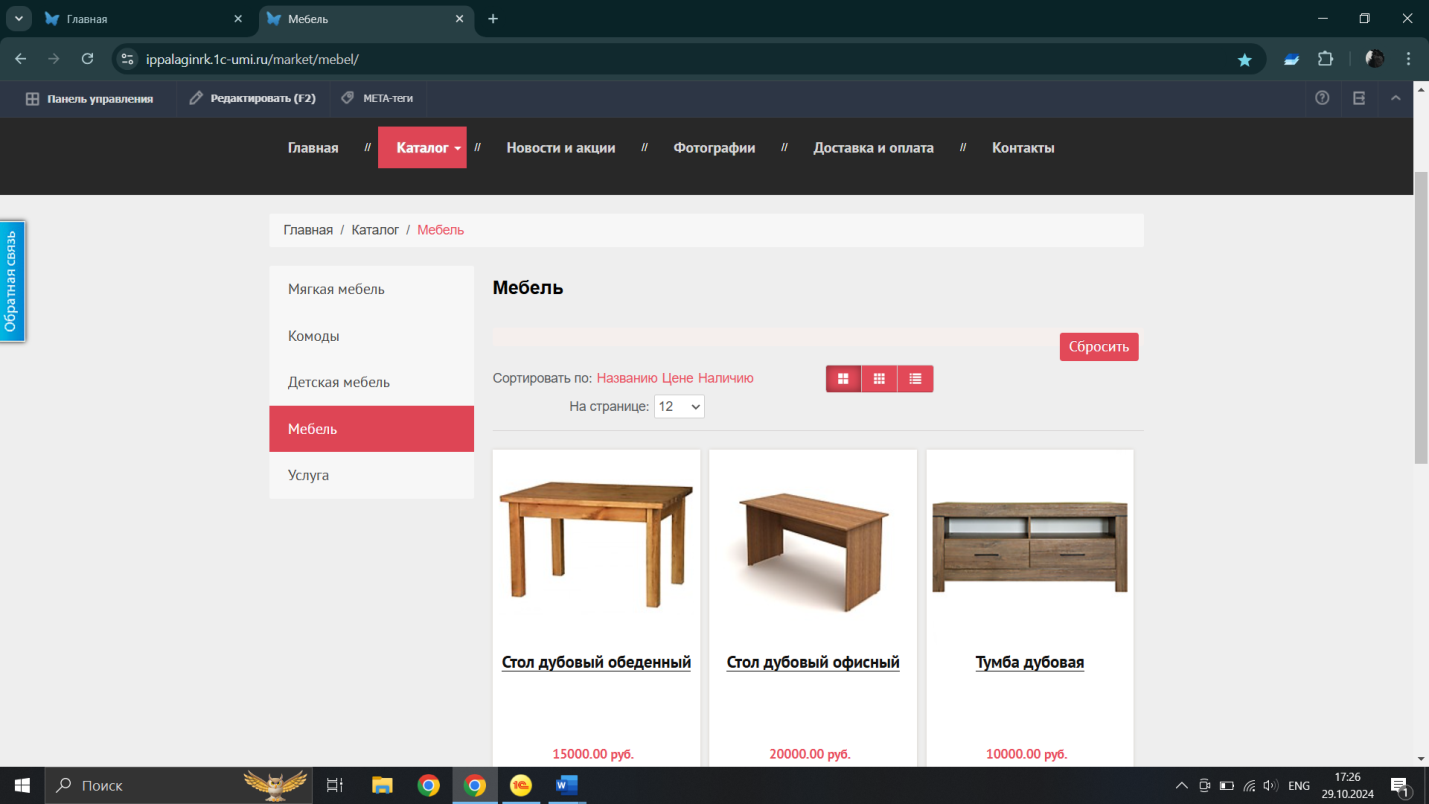 Главная
Мебель
ippalaginrk.1c-umi.ru/market/mebel/
Панель управления
Редактировать (F2)
META-теги
Главная // Каталог // Новости и акции // Фотографии // Доставка и оплата // Контакты
Обратная связь
Главная / Каталог / Мебель
Мягкая мебель
Комоды
Детская мебель
Мебель
Услуга
Мебель
Сбросить
Сортировать по: Названию Цене Наличию
На странице: 12
Стол дубовый обеденный
15000.00 руб.
Стол дубовый офисный
20000.00 руб.
Тумба дубовая
10000.00 руб.
Поиск
1С
W
ENG
17:26
29.10.2024
1